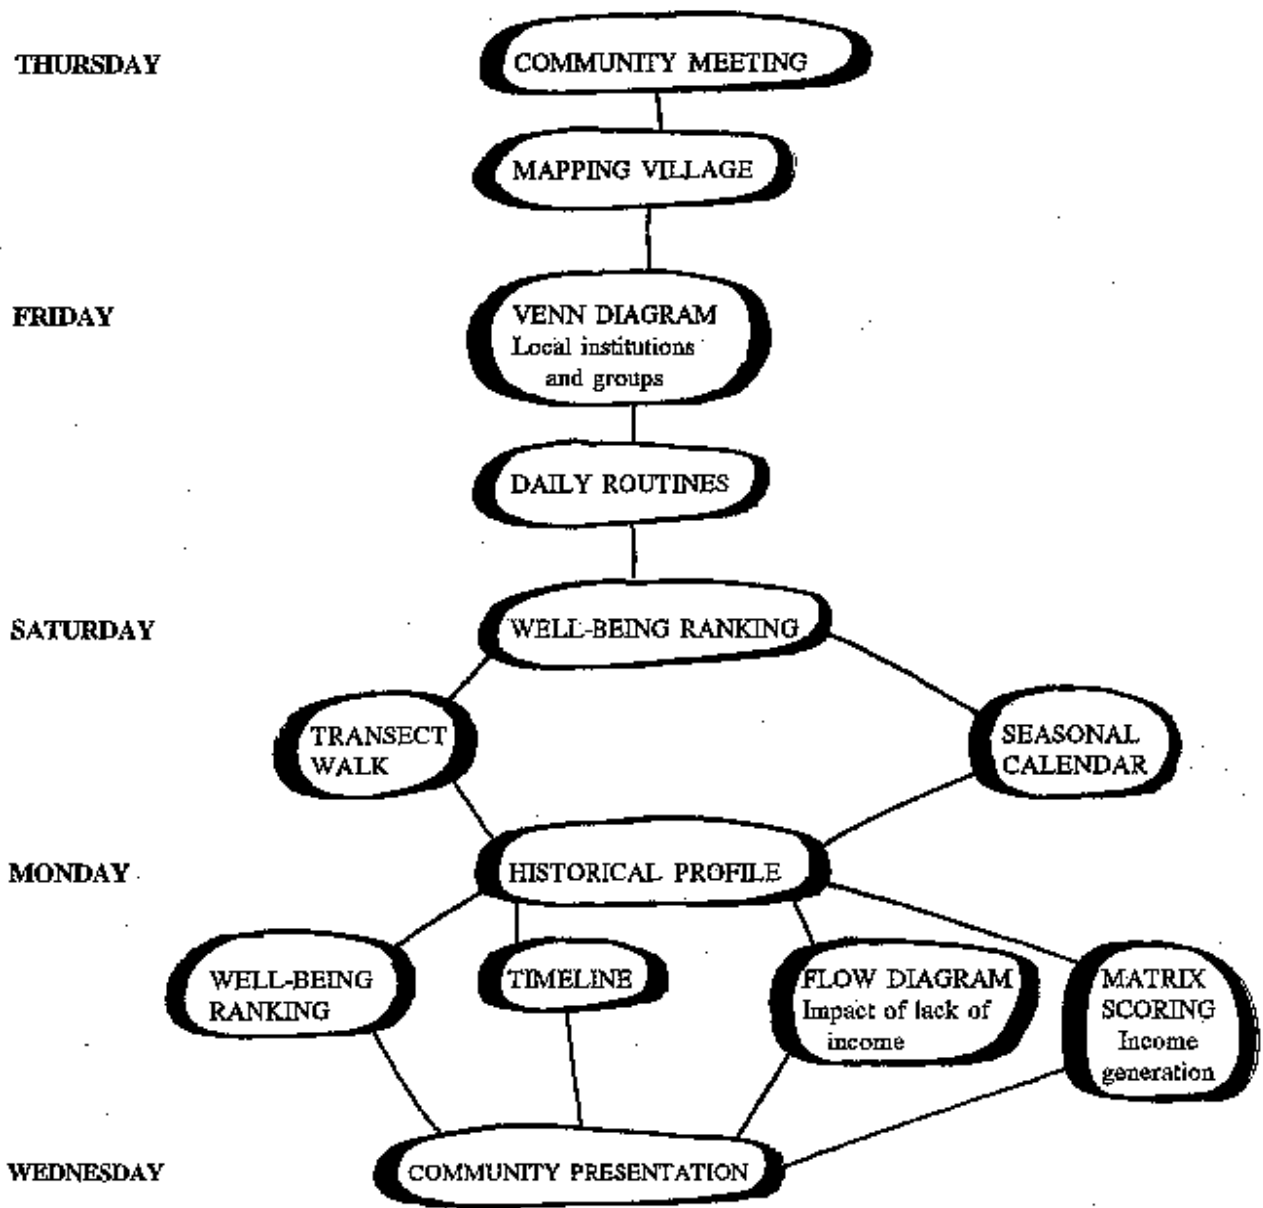 THURSDAY
COMMUNITY MEETING
MAPPING VILLAGE
FRIDAY
VENN DIAGRAM
Local institutions
and groups
DAILY ROUTINES
SATURDAY
WELL-BEING RANKING
TRANSECT
WALK
SEASONAL
CALENDAR
MONDAY
HISTORICAL PROFILE
WELL-BEING
RANKING
TIMELINE
FLOW DIAGRAM
Impact of lack of
income
MATRIX
SCORING
Income
generation
WEDNESDAY
COMMUNITY PRESENTATION